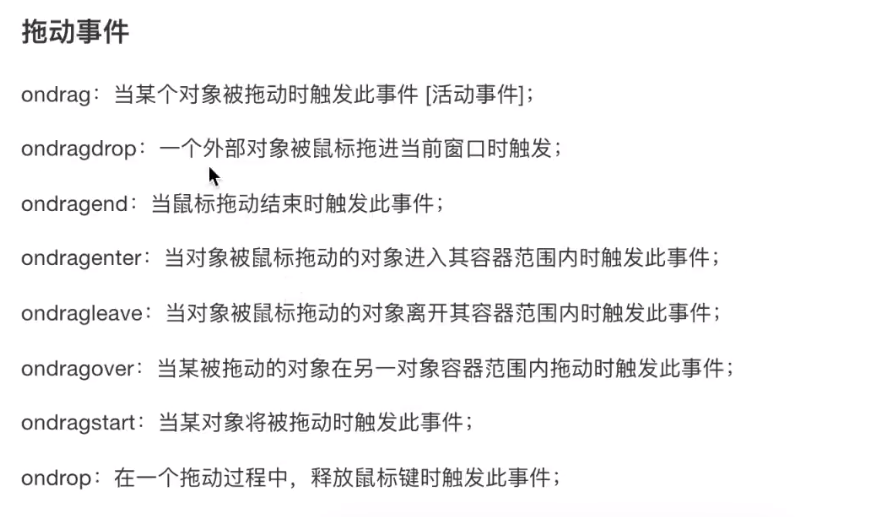 拖动事件
ondrag：当某个对象被拖动时触发此事件 [活动事件]；
ondragdrop：一个外部对象被鼠标拖进当前窗口时触发；
ondragend：当鼠标拖动结束时触发此事件；
ondragenter：当对象被鼠标拖动的对象进入其容器范围内时触发此事件；
ondragleave：当对象被鼠标拖动的对象离开其容器范围内时触发此事件；
ondragover：当某被拖动的对象在另一对象容器范围内拖动时触发此事件；
ondragstart：当某对象将被拖动时触发此事件；
ondrop：在一个拖动过程中，释放鼠标键时触发此事件；